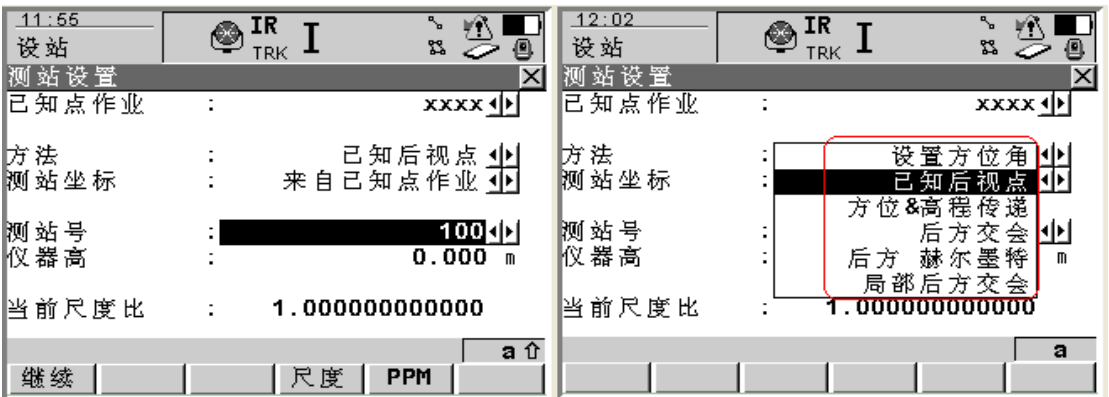 11:55
设站
IR
TRK
I
测站设置
已知点作业 : xxxx
方法 : 已知后视点
测站坐标 : 来自已知点作业
测站号 : 100
仪器高 : 0.000 m
当前尺度比 : 1.000000000000
a
继续 尺度 PPM
12:02
设站
IR
TRK
I
测站设置
已知点作业 : xxxx
方法 : 设置方位角
测站坐标 : 已知后视点
方位&高程传递
测站号 : 后方交会
仪器高 : 后方 赫尔墨特 m
局部后方交会
当前尺度比 : 1.000000000000
a